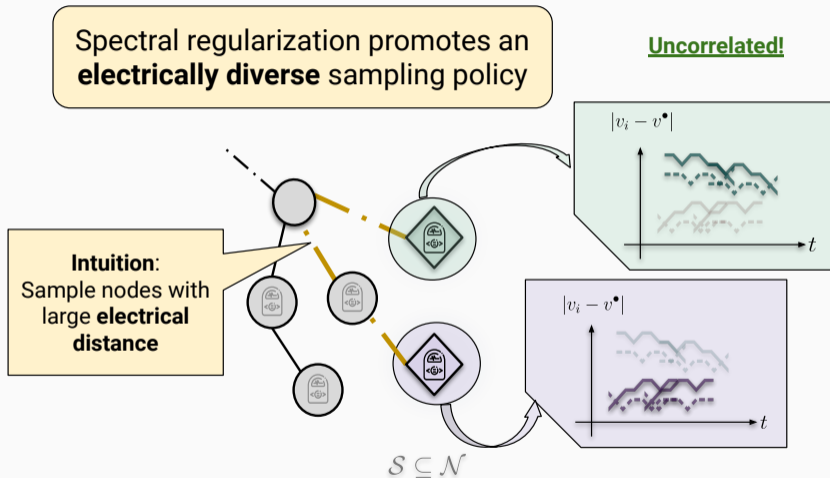 Spectral regularization promotes an
electrically diverse sampling policy
Uncorrelated!
|v_i − v^•|
t
Intuition:
Sample nodes with
large electrical
distance
|v_i − v^•|
t
𝒮 ⊆ 𝒩